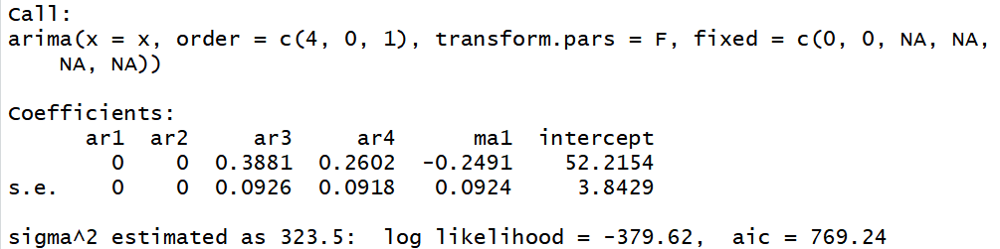 Call:
arima(x = x, order = c(4, 0, 1), transform.pars = F, fixed = c(0, 0, NA, NA,
    NA, NA))

Coefficients:
      ar1  ar2     ar3     ar4      ma1  intercept
        0    0  0.3881  0.2602  -0.2491    52.2154
s.e.    0    0  0.0926  0.0918   0.0924     3.8429

sigma^2 estimated as 323.5:  log likelihood = -379.62,  aic = 769.24